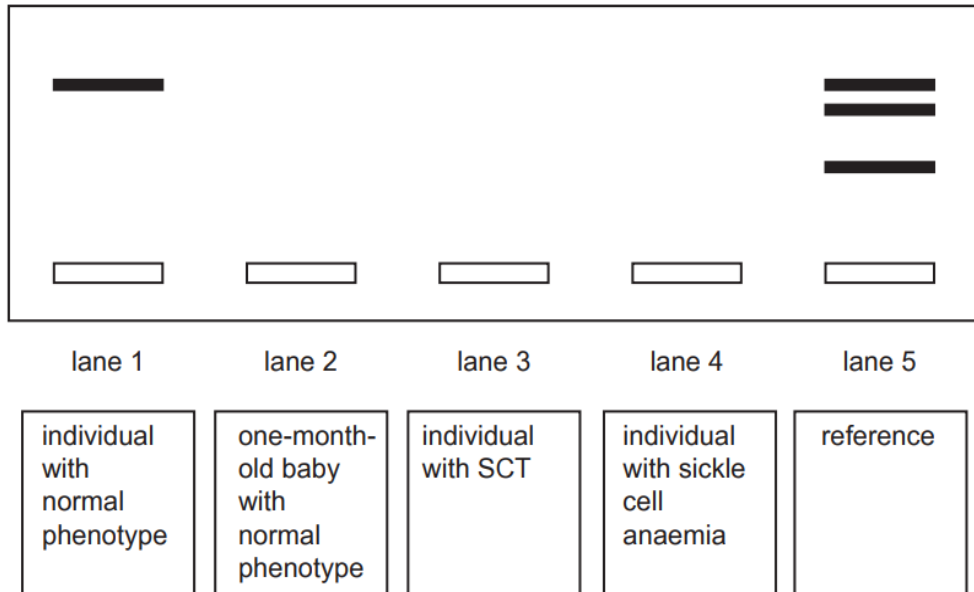 lane 1
lane 2
lane 3
lane 4
lane 5
individual
with
normal
phenotype
one-month-
old baby
with
normal
phenotype
individual
with SCT
individual
with sickle
cell
anaemia
reference